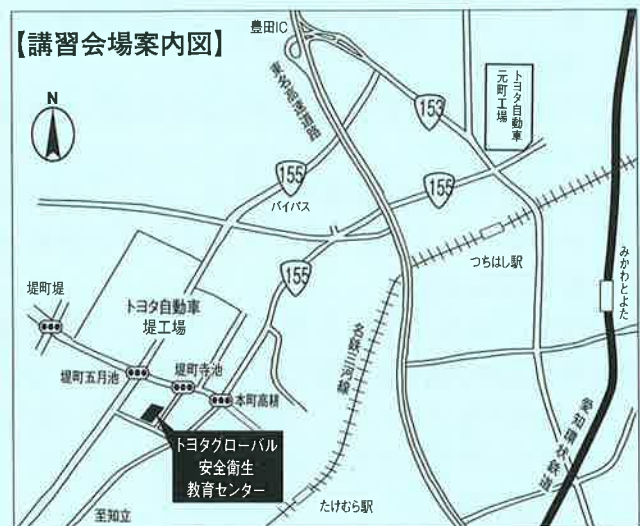 【講習会場案内図】
豊田IC
東名高速道路
153
トヨタ自動車
元町工場
N
155
バイパス
155
155
つちはし駅
みかわとよた
堤町堤
トヨタ自動車
堤工場
名鉄三河線
堤町五月池
堤町寺池
本町高耕
愛知環状鉄道
トヨタグローバル
安全衛生
教育センター
たけむら駅
至知立